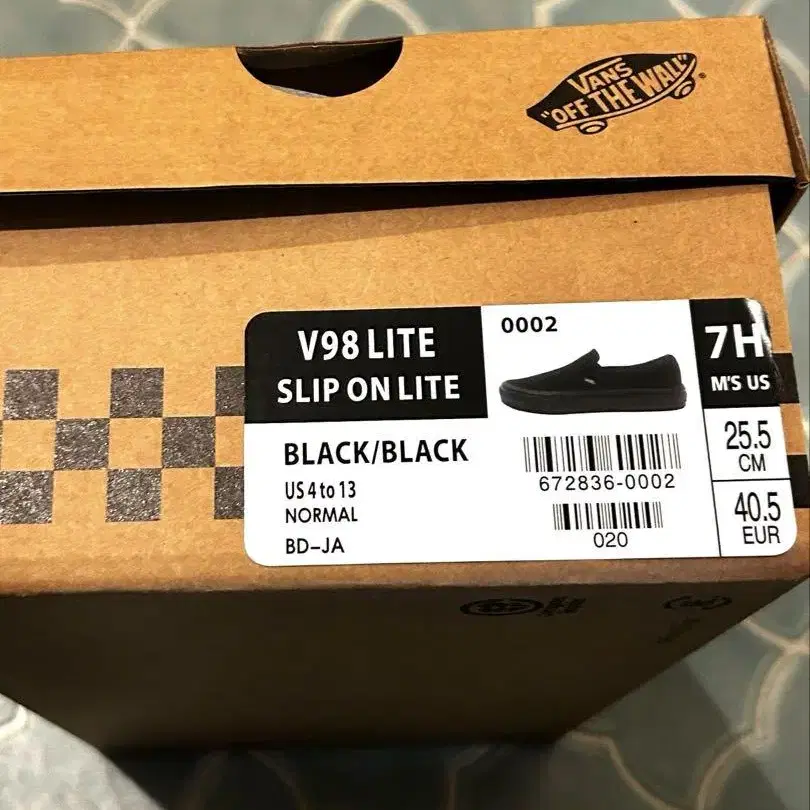 VANS
"OFF THE WALL"
V98 LITE
SLIP ON LITE
0002
7H
M'S US
BLACK/BLACK
US 4 to 13
NORMAL
BD-JA
672836-0002
020
25.5
CM
40.5
EUR